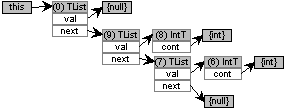 this
(0) TList
{null}
val
next
(9) TList
(8) IntT
{int}
val
cont
next
(7) TList
(6) IntT
{int}
val
cont
next
{null}